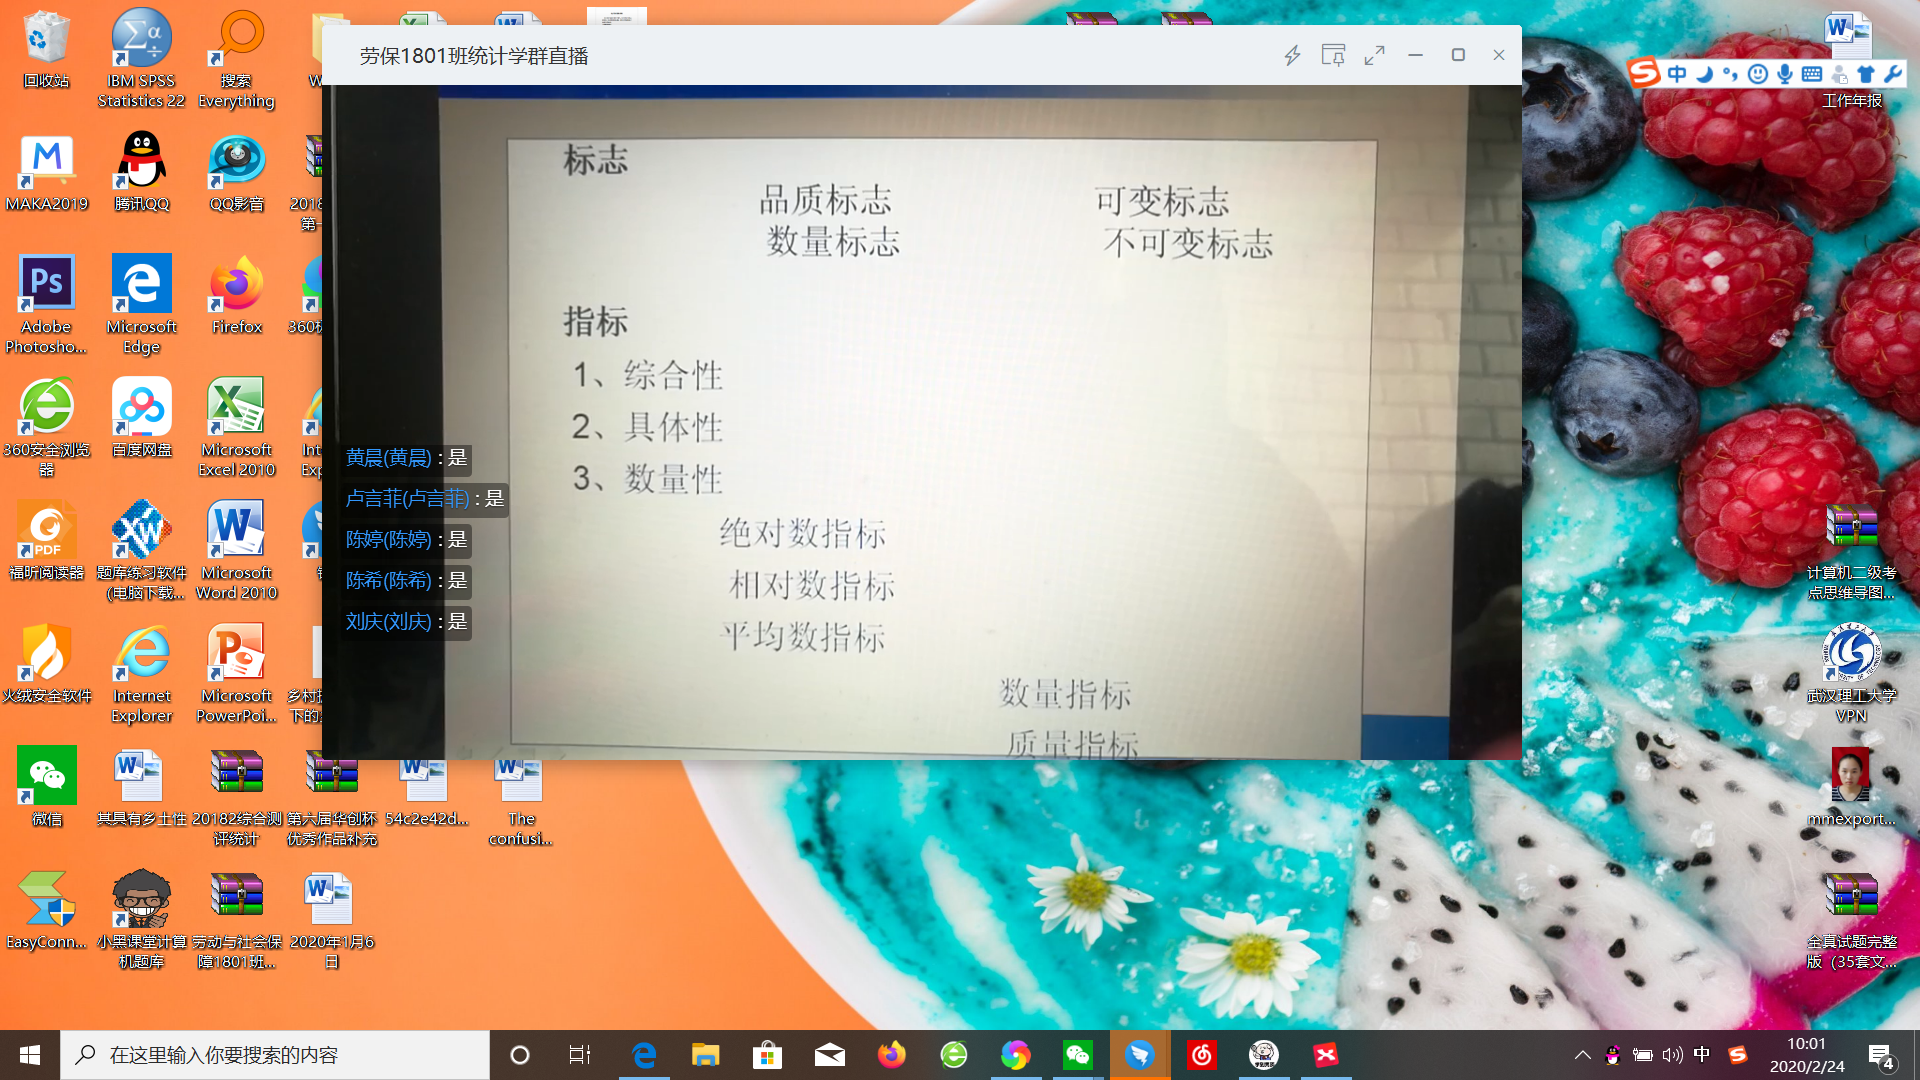 劳保1801班统计学群直播
标志
品质标志
可变标志
数量标志
不可变标志
指标
1、综合性
2、具体性
3、数量性
绝对数指标
相对数指标
平均数指标
数量指标
质量指标
黄晨(黄晨) : 是
卢言菲(卢言菲) : 是
陈婷(陈婷) : 是
陈希(陈希) : 是
刘庆(刘庆) : 是
回收站
IBM SPSS
Statistics 22
搜索
Everything
MAKA2019
腾讯QQ
QQ影音
2018
第一
Adobe
Photosho...
Microsoft
Edge
Firefox
360安全浏览
器
百度网盘
Microsoft
Excel 2010
Int
Exp
福昕阅读器
题库练习软件
(电脑下载...
Microsoft
Word 2010
火绒安全软件
Internet
Explorer
Microsoft
PowerPoi...
乡村振
下的
微信
其具有乡土性
20182综合测
评统计
第六届华创杯
优秀作品补充
54c2e42d...
The
confusi...
EasyConn...
小黑课堂计算
机题库
劳动与社会保
障1801班...
2020年1月6
日
中
工作年报
计算机二级考
点思维导图...
武汉理工大学
VPN
mmexport...
全真试题完整
版（35套文...
在这里输入你要搜索的内容
中
10:01
2020/2/24
4